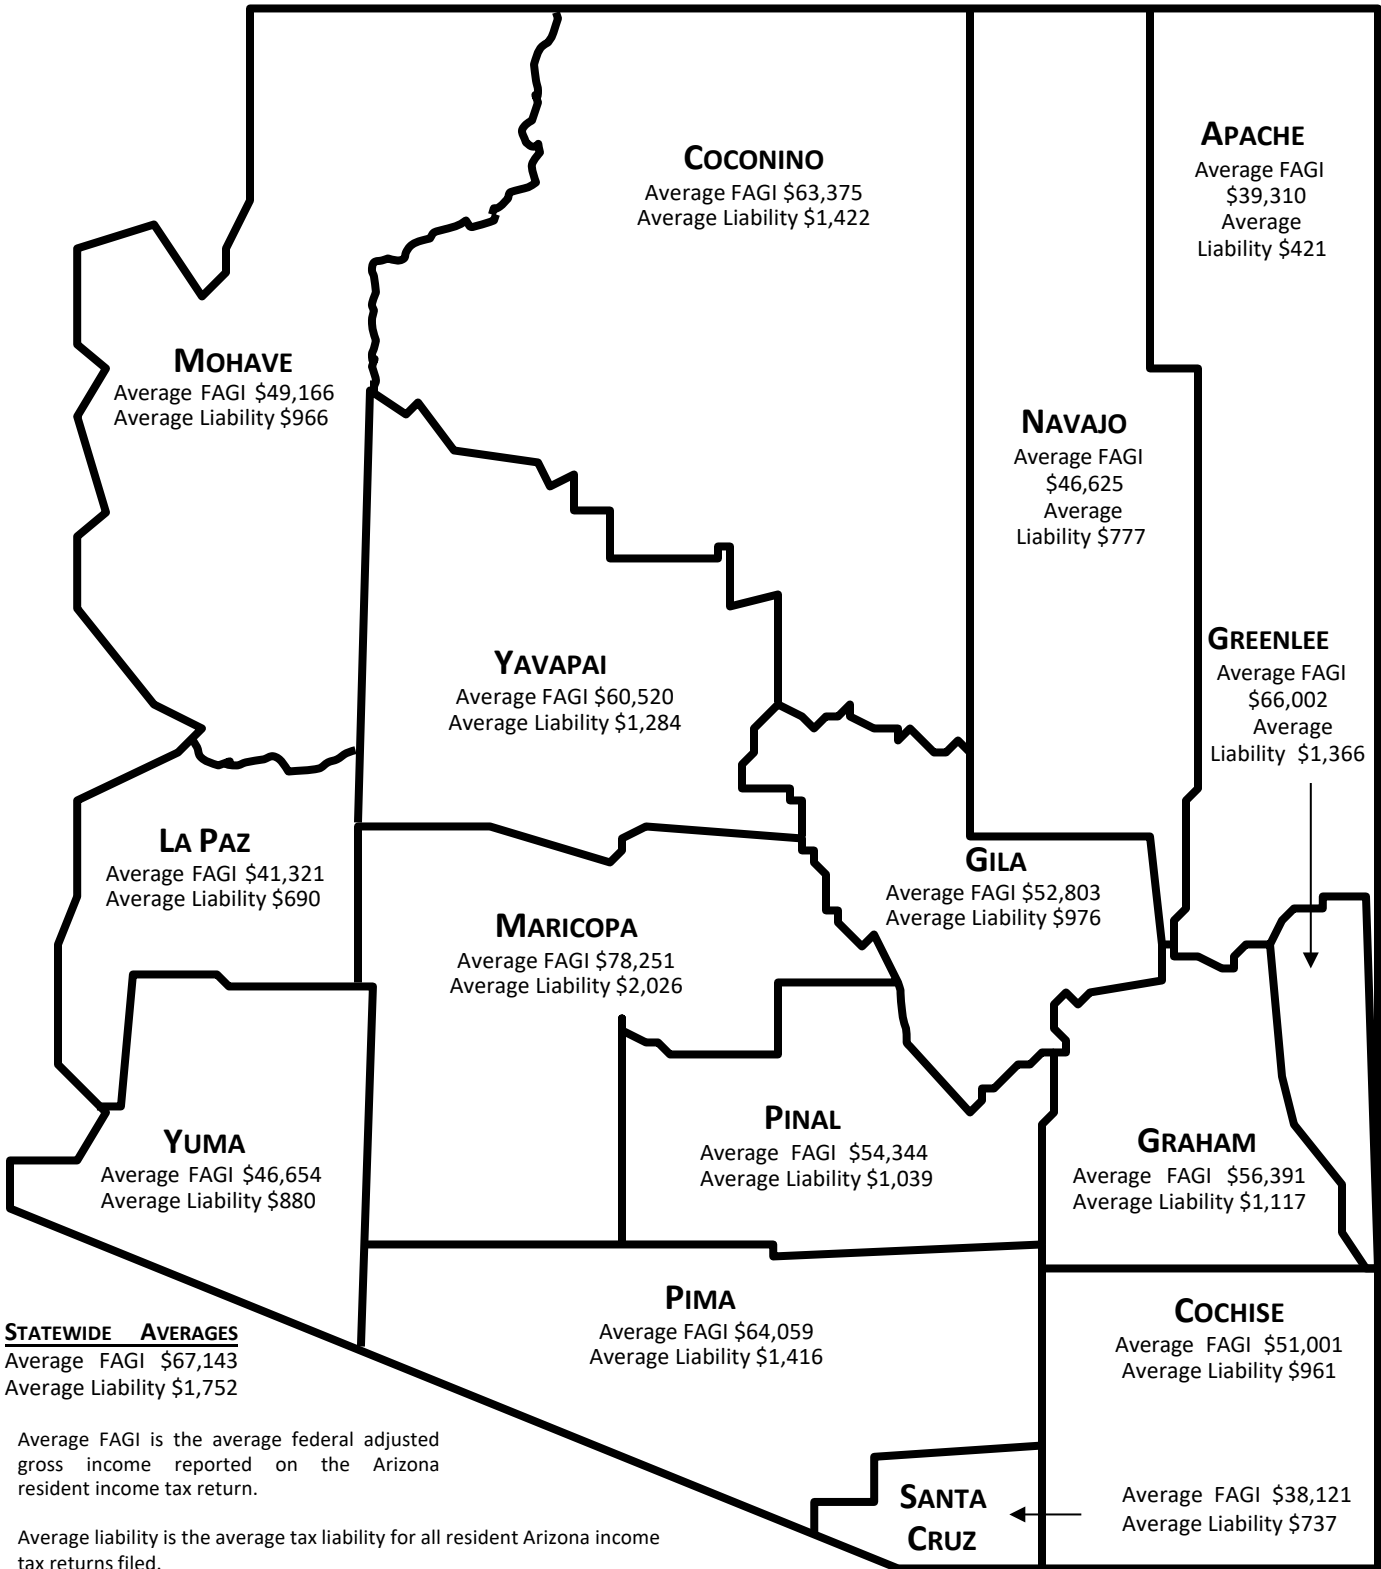 COCONINO
Average FAGI $63,375
Average Liability $1,422
APACHE
Average FAGI
$39,310
Average
Liability $421
MOHAVE
Average FAGI $49,166
Average Liability $966
NAVAJO
Average FAGI
$46,625
Average
Liability $777
GREENLEE
Average FAGI
$66,002
Average
Liability $1,366
YAVAPAI
Average FAGI $60,520
Average Liability $1,284
LA PAZ
Average FAGI $41,321
Average Liability $690
GILA
Average FAGI $52,803
Average Liability $976
MARICOPA
Average FAGI $78,251
Average Liability $2,026
PINAL
Average FAGI $54,344
Average Liability $1,039
GRAHAM
Average FAGI $56,391
Average Liability $1,117
YUMA
Average FAGI $46,654
Average Liability $880
PIMA
Average FAGI $64,059
Average Liability $1,416
COCHISE
Average FAGI $51,001
Average Liability $961
STATEWIDE AVERAGES
Average FAGI $67,143
Average Liability $1,752
SANTA
CRUZ
Average FAGI $38,121
Average Liability $737
Average FAGI is the average federal adjusted
gross income reported on the Arizona
resident income tax return.
Average liability is the average tax liability for all resident Arizona income
tax returns filed.